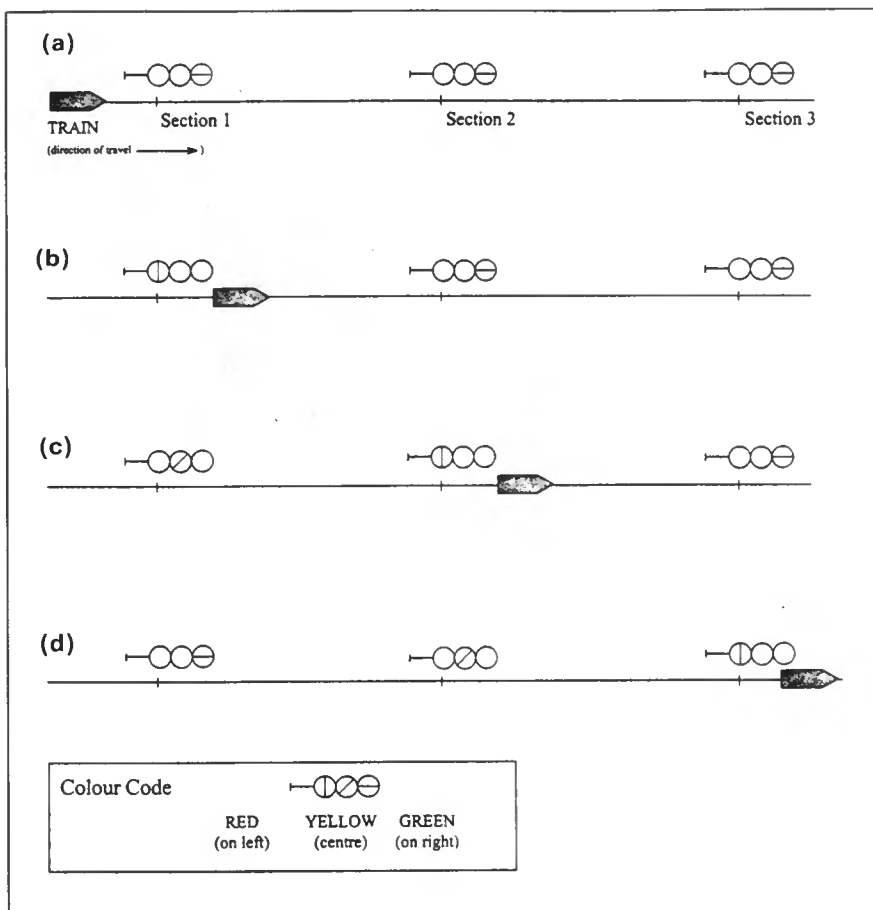 (a)
Section 1 Section 2 Section 3
TRAIN
(direction of travel )
(b)
(c)
(d)
Colour Code
RED YELLOW GREEN
(on left) (centre) (on right)